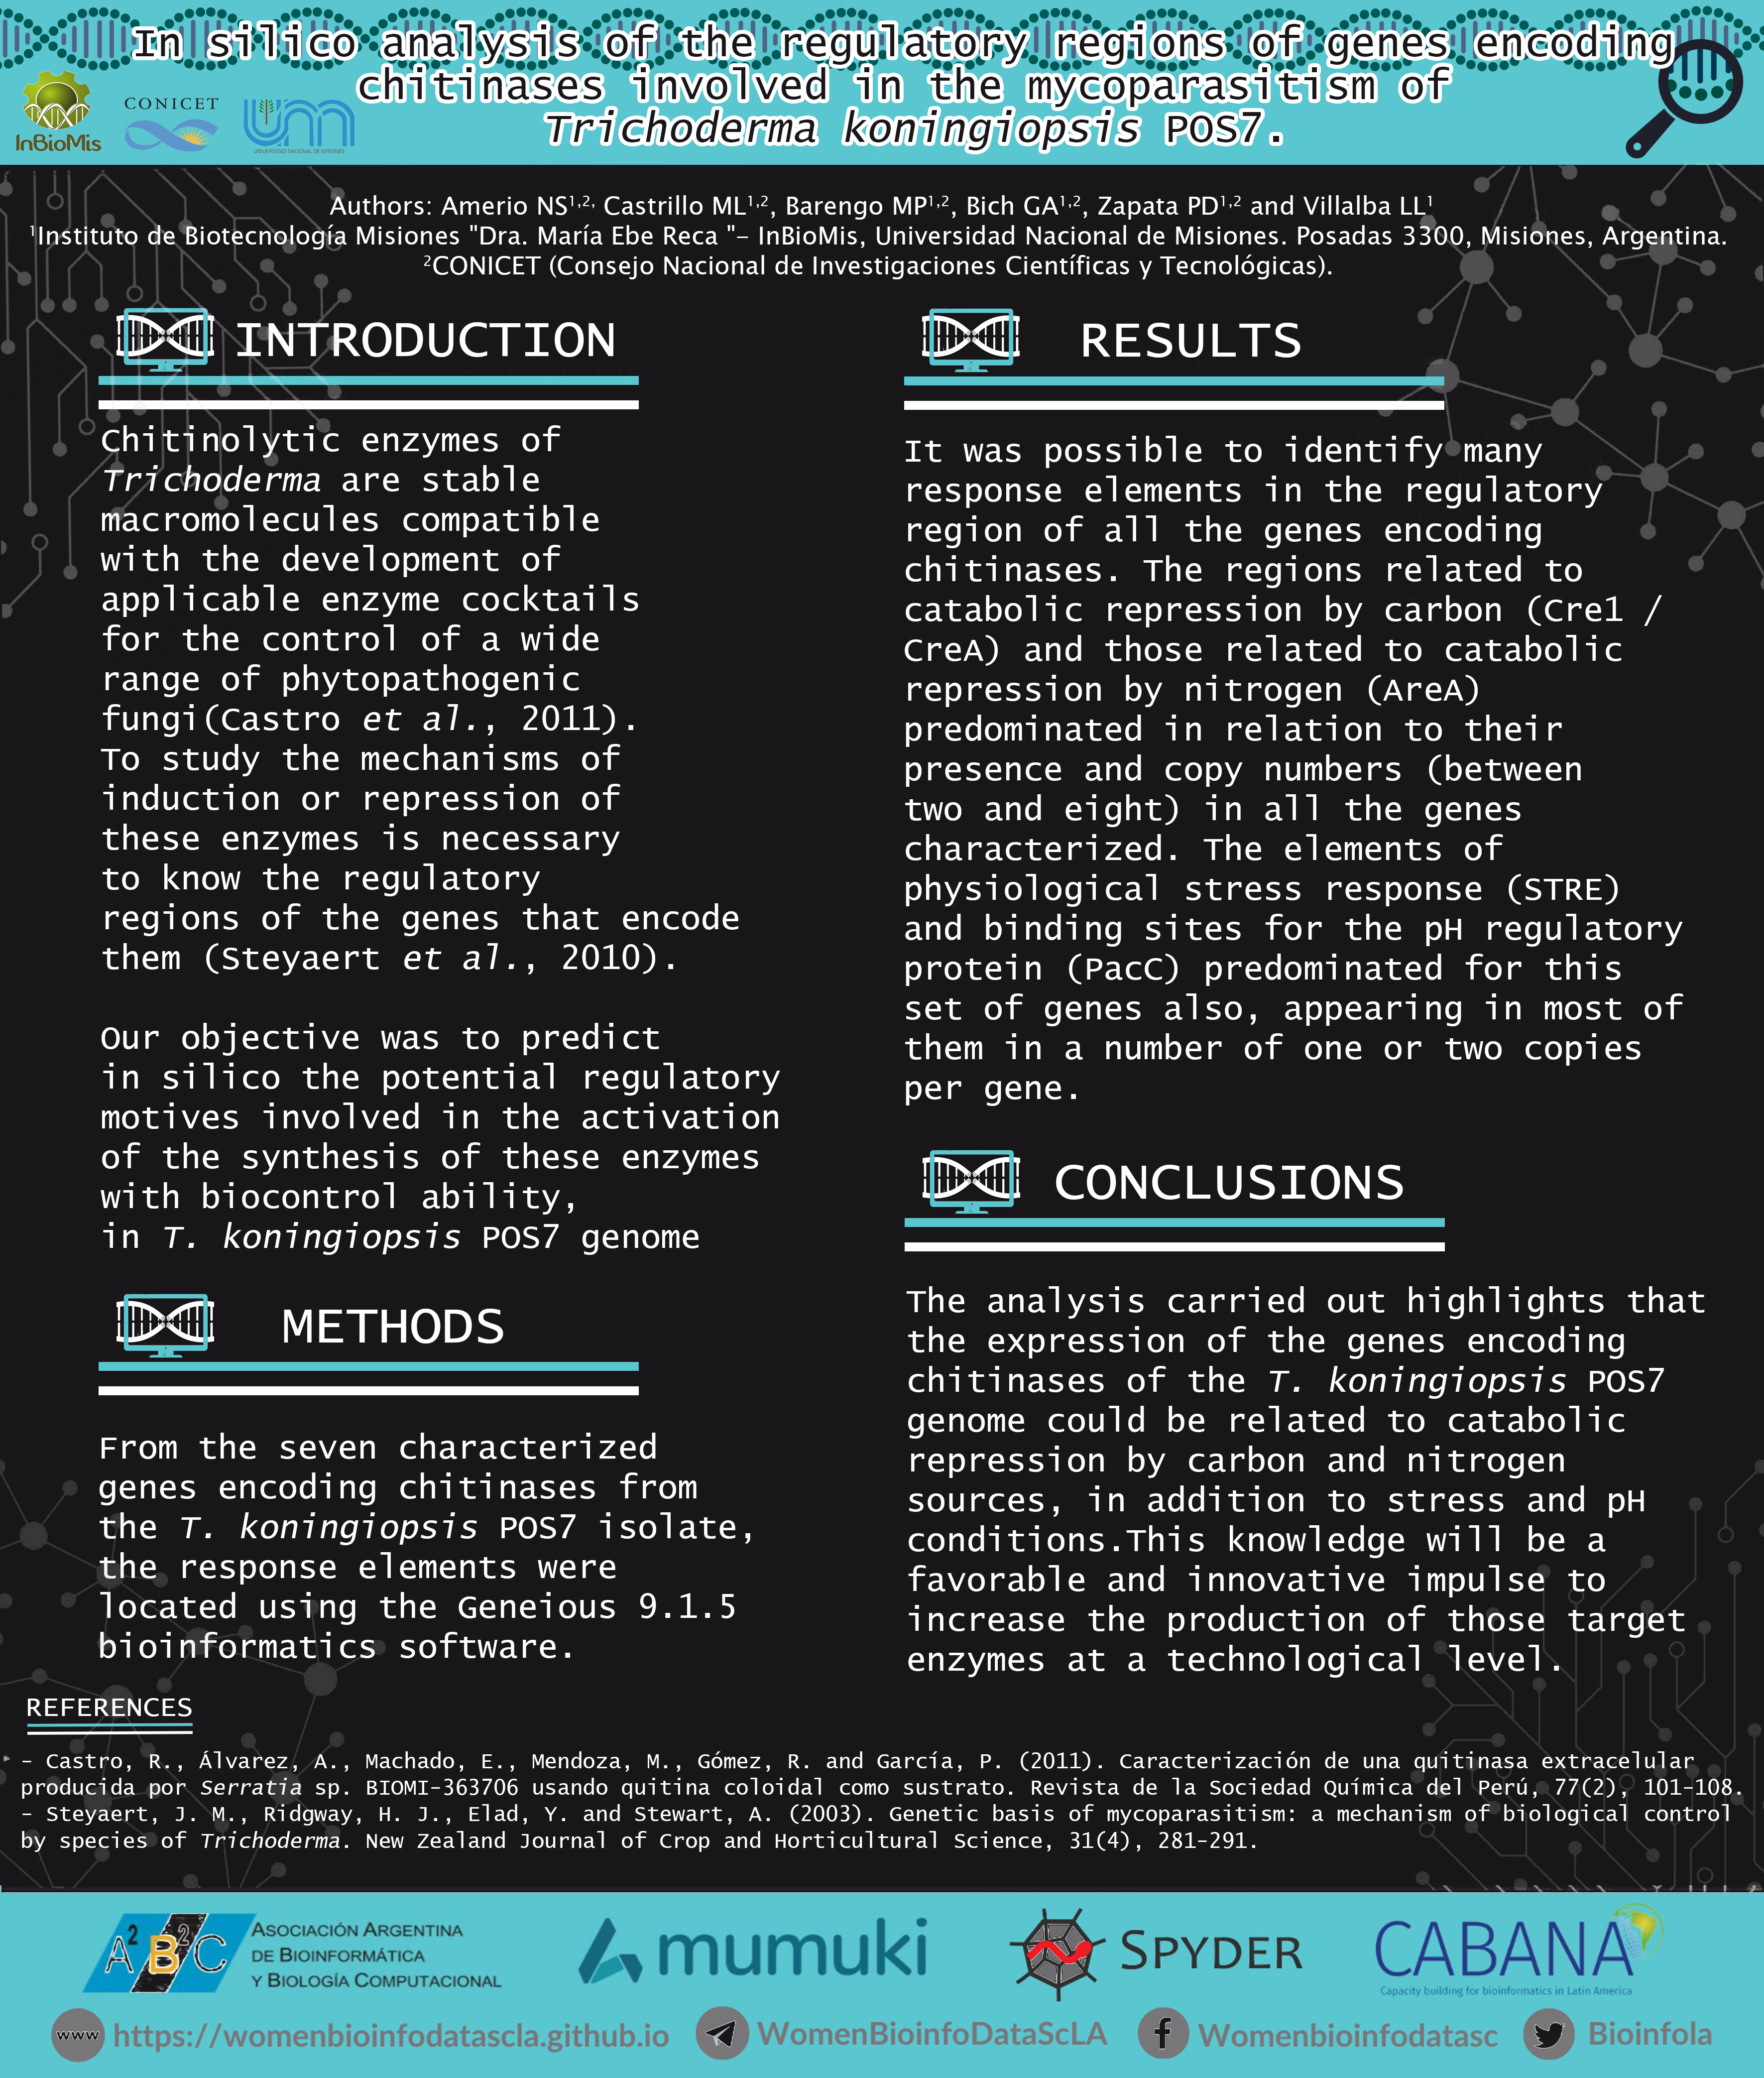 In silico analysis of the regulatory regions of genes encoding
chitinases involved in the mycoparasitism of
Trichoderma koningiopsis POS7.
InBioMis
CONICET
unm
UNIVERSIDAD NACIONAL DE MISIONES
Authors: Amerio NS1,2, Castrillo ML1,2, Barengo MP1,2, Bich GA1,2, Zapata PD1,2 and Villalba LL1
1Instituto de Biotecnología Misiones "Dra. María Ebe Reca "- InBioMis, Universidad Nacional de Misiones. Posadas 3300, Misiones, Argentina.
2CONICET (Consejo Nacional de Investigaciones Científicas y Tecnológicas).
INTRODUCTION
Chitinolytic enzymes of
Trichoderma are stable
macromolecules compatible
with the development of
applicable enzyme cocktails
for the control of a wide
range of phytopathogenic
fungi(Castro et al., 2011).
To study the mechanisms of
induction or repression of
these enzymes is necessary
to know the regulatory
regions of the genes that encode
them (Steyaert et al., 2010).
Our objective was to predict
in silico the potential regulatory
motives involved in the activation
of the synthesis of these enzymes
with biocontrol ability,
in T. koningiopsis POS7 genome
METHODS
From the seven characterized
genes encoding chitinases from
the T. koningiopsis POS7 isolate,
the response elements were
located using the Geneious 9.1.5
bioinformatics software.
RESULTS
It was possible to identify many
response elements in the regulatory
region of all the genes encoding
chitinases. The regions related to
catabolic repression by carbon (Cre1 /
CreA) and those related to catabolic
repression by nitrogen (AreA)
predominated in relation to their
presence and copy numbers (between
two and eight) in all the genes
characterized. The elements of
physiological stress response (STRE)
and binding sites for the pH regulatory
protein (PacC) predominated for this
set of genes also, appearing in most of
them in a number of one or two copies
per gene.
CONCLUSIONS
The analysis carried out highlights that
the expression of the genes encoding
chitinases of the T. koningiopsis POS7
genome could be related to catabolic
repression by carbon and nitrogen
sources, in addition to stress and pH
conditions.This knowledge will be a
favorable and innovative impulse to
increase the production of those target
enzymes at a technological level.
REFERENCES
- Castro, R., Álvarez, A., Machado, E., Mendoza, M., Gómez, R. and García, P. (2011). Caracterización de una quitinasa extracelular
producida por Serratia sp. BIOMI-363706 usando quitina coloidal como sustrato. Revista de la Sociedad Química del Perú, 77(2), 101-108.
- Steyaert, J. M., Ridgway, H. J., Elad, Y. and Stewart, A. (2003). Genetic basis of mycoparasitism: a mechanism of biological control
by species of Trichoderma. New Zealand Journal of Crop and Horticultural Science, 31(4), 281-291.
A2B2C
ASOCIACIÓN ARGENTINA
DE BIOINFORMÁTICA
Y BIOLOGÍA COMPUTACIONAL
mumuki
SPYDER
CABANA
Capacity building for bioinformatics in Latin America
www https://womenbioinfodatascla.github.io
WomenBioinfoDataScLA
Womenbioinfodatasc
Bioinfola